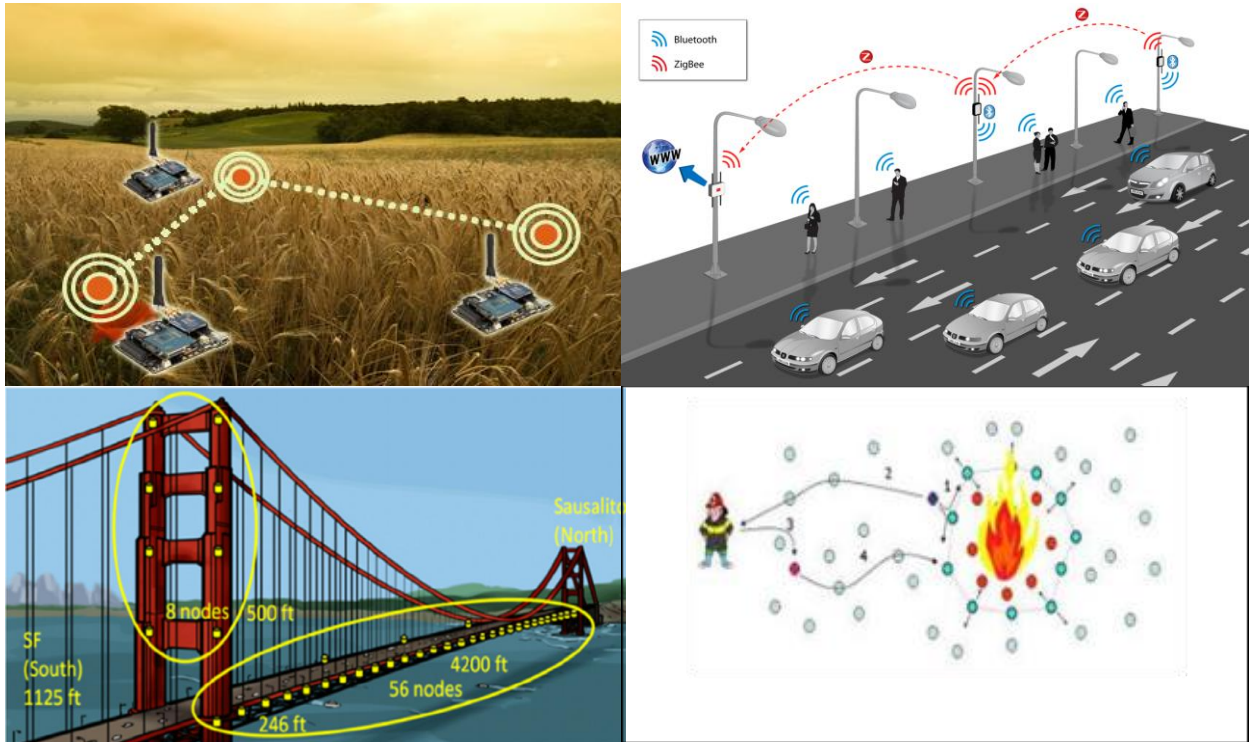 Bluetooth
ZigBee
Z
Z
WWW
Sausalito
(North)
8 nodes
500 ft
SF
(South)
1125 ft
4200 ft
56 nodes
246 ft
2
1
3
4